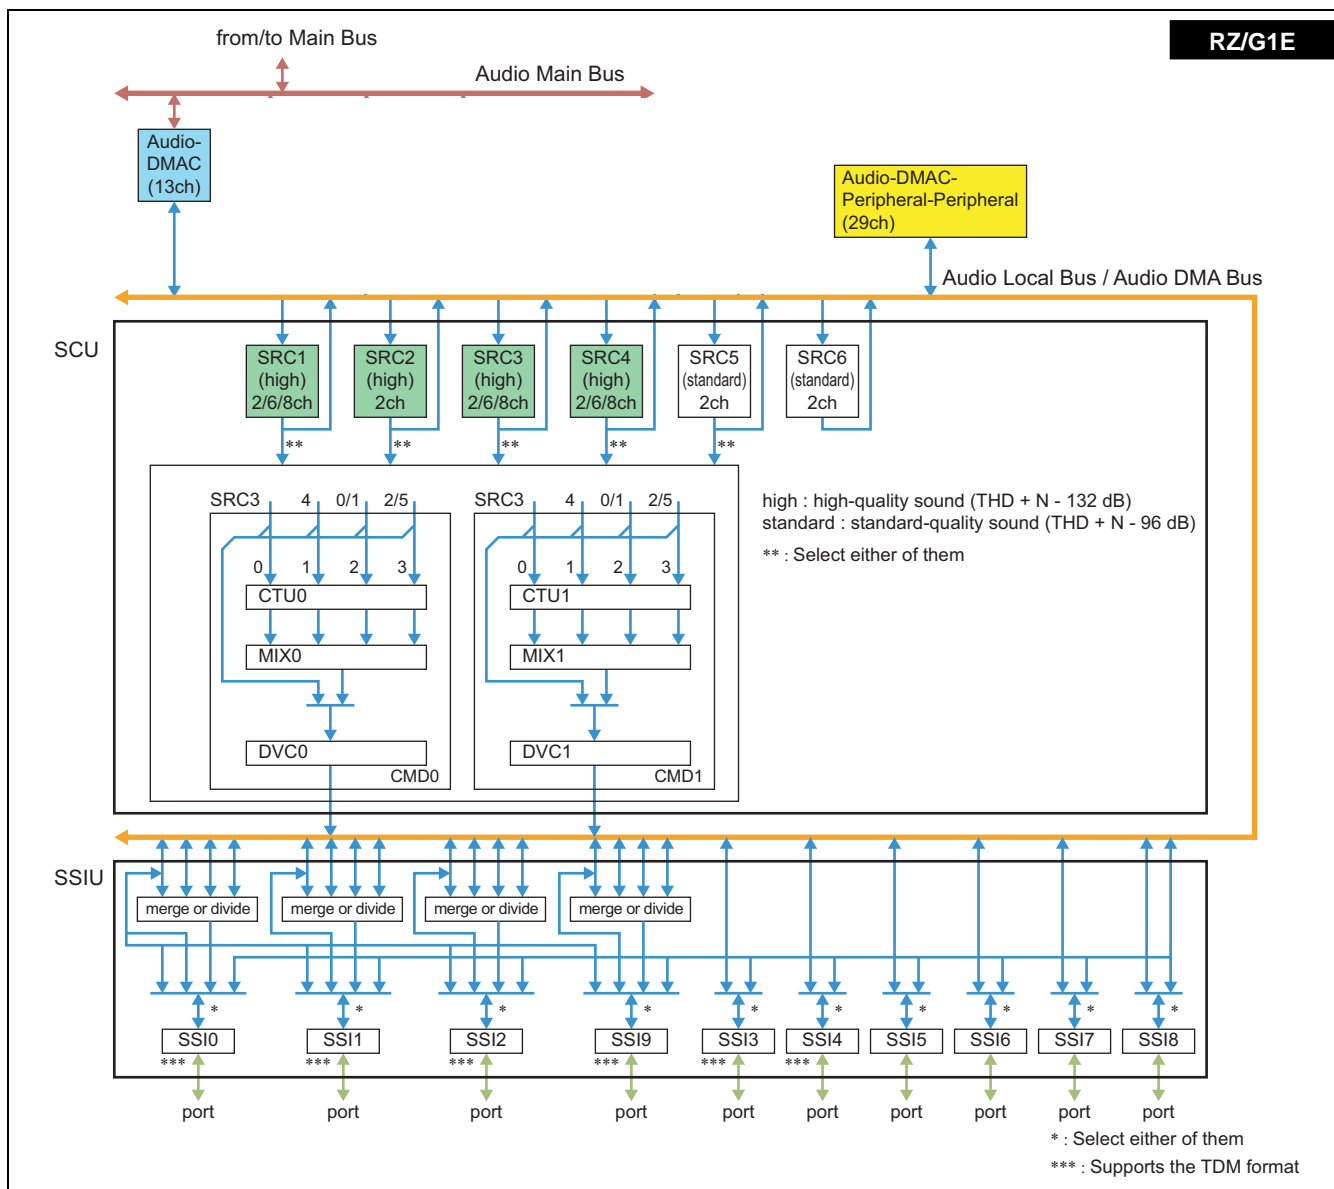 from/to Main Bus
RZ/G1E
Audio Main Bus
Audio-
DMAC
(13ch)
Audio-DMAC-
Peripheral-Peripheral
(29ch)
Audio Local Bus / Audio DMA Bus
SCU
SRC1
(high)
2/6/8ch
SRC2
(high)
2ch
SRC3
(high)
2/6/8ch
SRC4
(high)
2/6/8ch
SRC5
(standard)
2ch
SRC6
(standard)
2ch
** ** ** ** **
SRC3 4 0/1 2/5
0 1 2 3
CTU0
MIX0
DVC0
CMD0
SRC3 4 0/1 2/5
0 1 2 3
CTU1
MIX1
DVC1
CMD1
high : high-quality sound (THD + N - 132 dB)
standard : standard-quality sound (THD + N - 96 dB)
** : Select either of them
SSIU
merge or divide merge or divide merge or divide merge or divide
* * * * * * * * * *
SSI0 SSI1 SSI2 SSI9 SSI3 SSI4 SSI5 SSI6 SSI7 SSI8
*** *** *** *** *** ***
port port port port port port port port port port
* : Select either of them
*** : Supports the TDM format